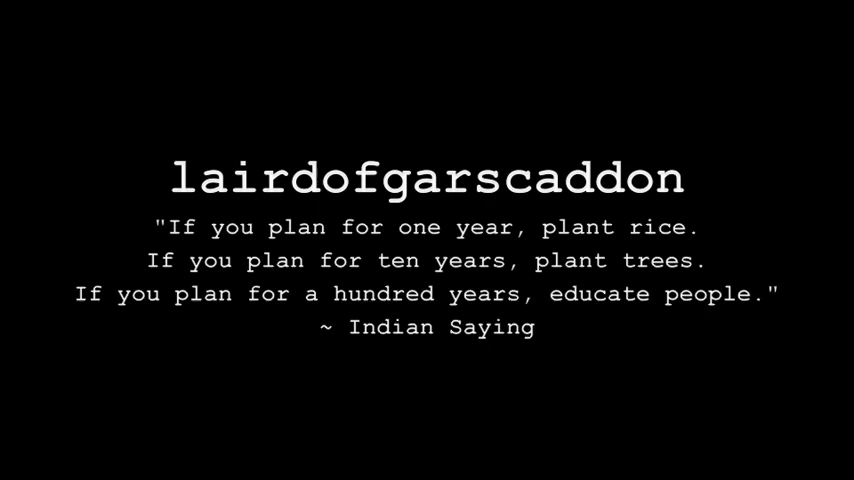 lairdofgarscaddon
"If you plan for one year, plant rice.
If you plan for ten years, plant trees.
If you plan for a hundred years, educate people."
~ Indian Saying